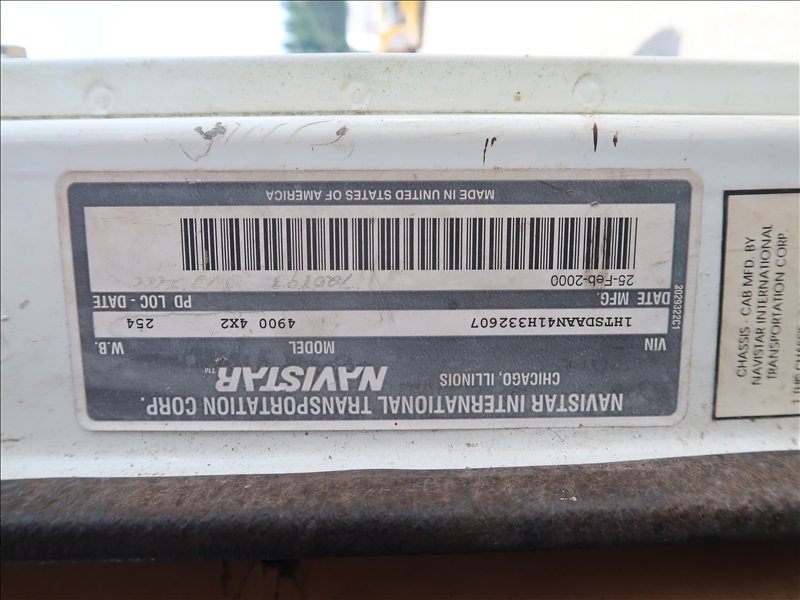 NAVISTAR INTERNATIONAL TRANSPORTATION CORP.
CHICAGO, ILLINOIS NAVISTAR™
VIN MODEL W.B.
1HTSDAAN41H332607 4900 4X2 254
DATE MFG. PD LOC - DATE
25-Feb-2000
MADE IN UNITED STATES OF AMERICA
2029322C1
CHASSIS - CAB MFD. BY
NAVISTAR INTERNATIONAL
TRANSPORTATION CORP.